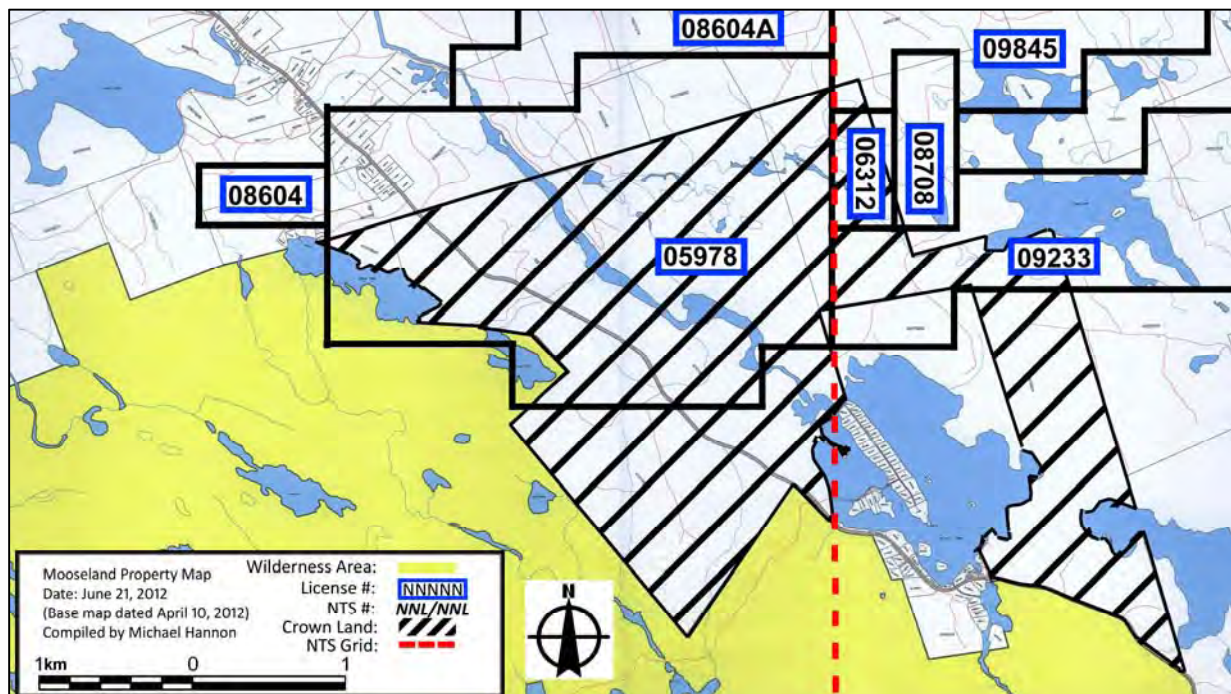 08604A
09845
06312
08708
08604
05978
09233
Mooseland Property Map
Date: June 21, 2012
(Base map dated April 10, 2012)
Compiled by Michael Hannon
Wilderness Area:
License #: NNNNN
NTS #: NNL/NNL
Crown Land:
NTS Grid:
1km 0 1
N